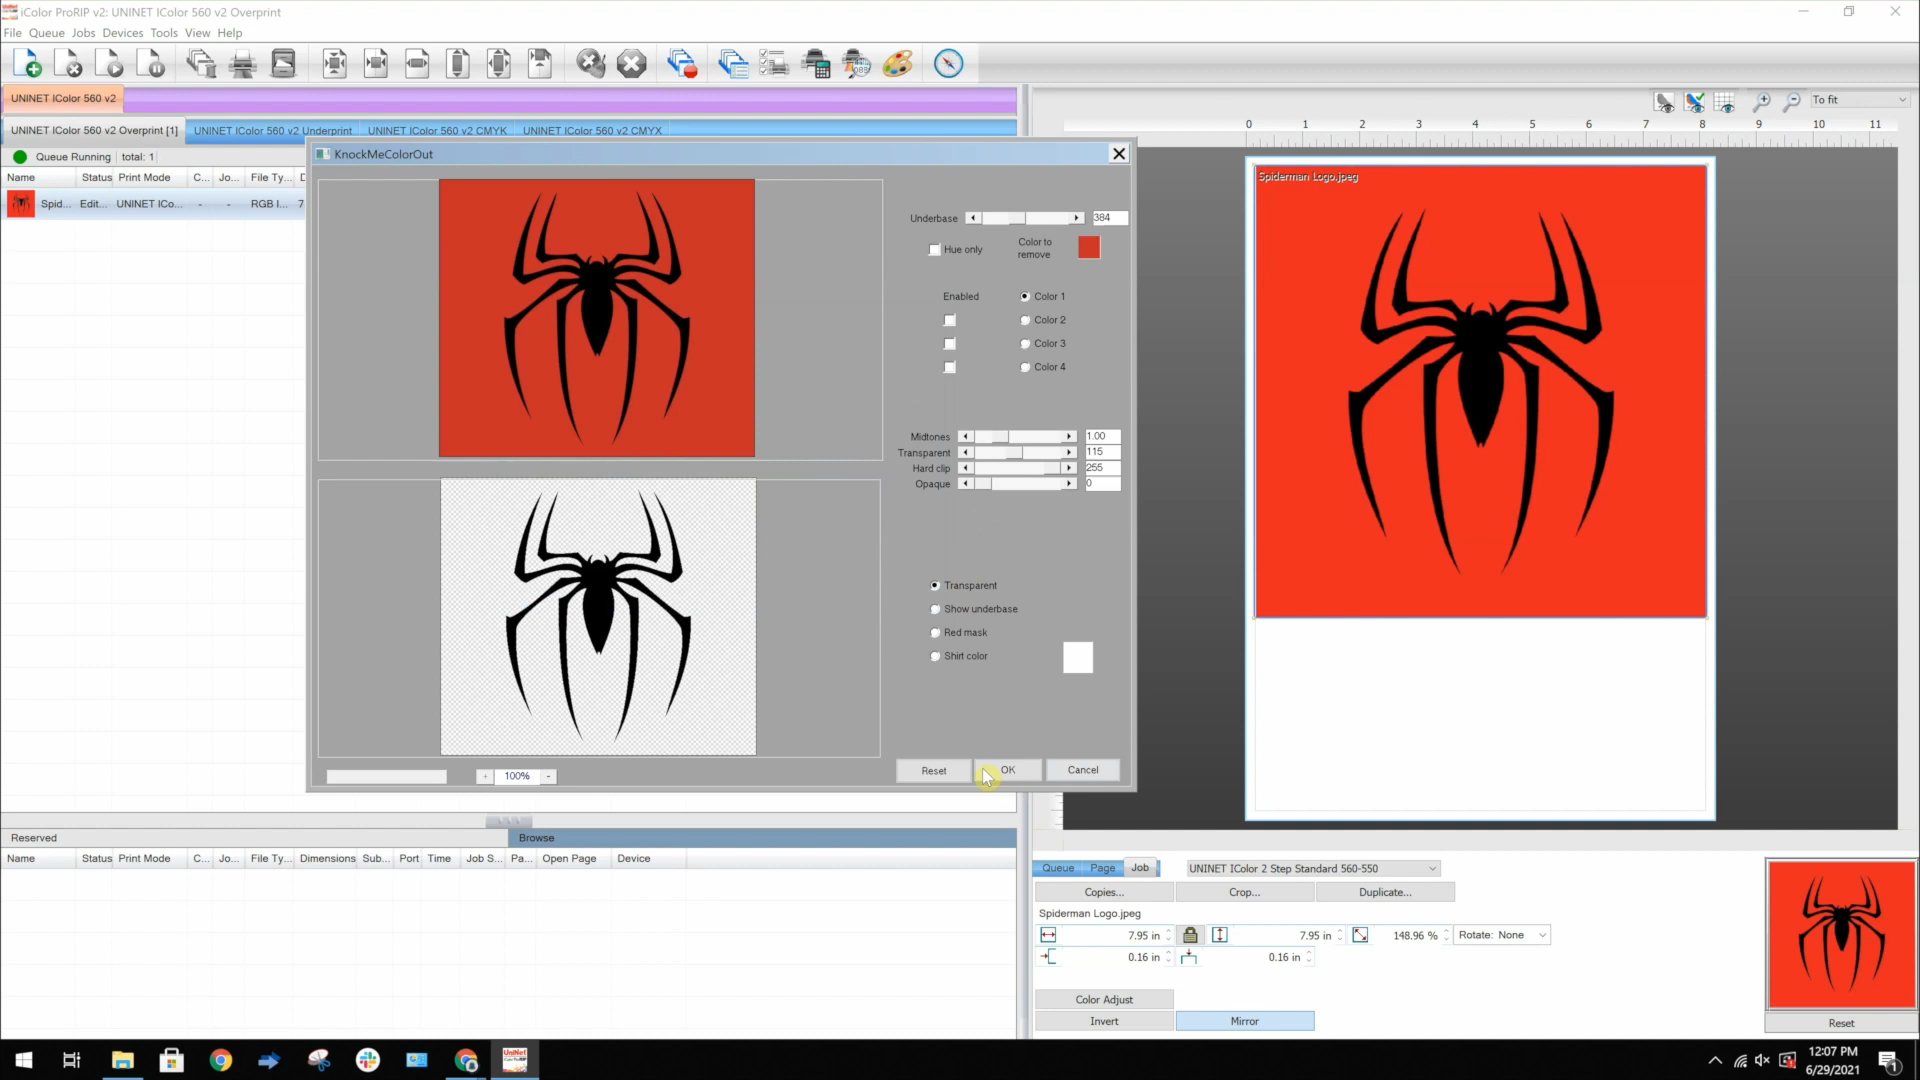 iColor ProRIP v2: UNINET IColor 560 v2 Overprint
File Queue Jobs Devices Tools View Help
UNINET IColor 560 v2
To fit
UNINET IColor 560 v2 Overprint [1] UNINET IColor 560 v2 Underprint UNINET IColor 560 v2 CMYK UNINET IColor 560 v2 CMYX
0 1 2 3 4 5 6 7 8 9 10 11
Queue Running total: 1
Name Status Print Mode C... Jo... File Ty... D
Spid... Edit... UNINET ICo... - - RGB I... 7
KnockMeColorOut
Underbase 384
Hue only Color to remove
Enabled Color 1
Color 2
Color 3
Color 4
Midtones 1.00
Transparent 115
Hard clip 255
Opaque 0
Transparent
Show underbase
Red mask
Shirt color
+ 100% -
Reset OK Cancel
Spiderman Logo.jpeg
Reserved Browse
Name Status Print Mode C... Jo... File Ty... Dimensions Sub... Port Time Job S... Pa... Open Page Device
Queue Page Job UNINET IColor 2 Step Standard 560-550
Copies... Crop... Duplicate...
Spiderman Logo.jpeg
7.95 in 7.95 in 148.96 % Rotate: None
0.16 in 0.16 in
Color Adjust
Invert Mirror
Reset
UniNet
12:07 PM
6/29/2021
1